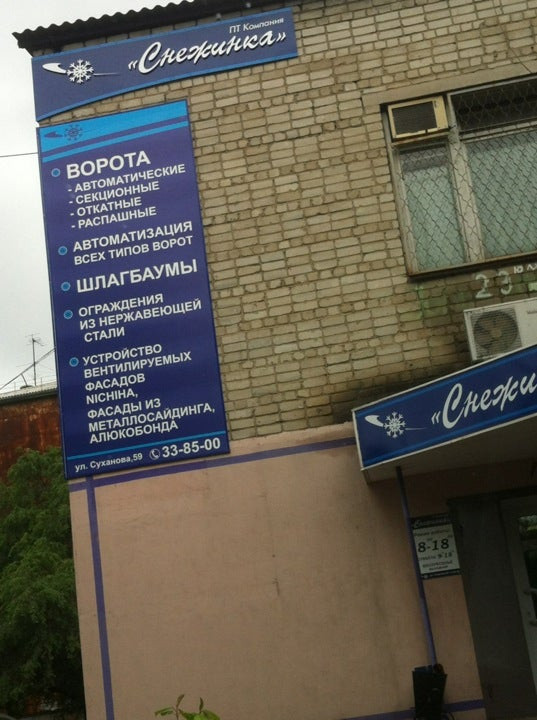 ПТ Компания
«Снежинка»
• ВОРОТА
- АВТОМАТИЧЕСКИЕ
- СЕКЦИОННЫЕ
- ОТКАТНЫЕ
- РАСПАШНЫЕ
• АВТОМАТИЗАЦИЯ
ВСЕХ ТИПОВ ВОРОТ
• ШЛАГБАУМЫ
• ОГРАЖДЕНИЯ
ИЗ НЕРЖАВЕЮЩЕЙ
СТАЛИ
• УСТРОЙСТВО
ВЕНТИЛИРУЕМЫХ
ФАСАДОВ
NICHIHA,
ФАСАДЫ ИЗ
МЕТАЛЛОСАЙДИНГА,
АЛЮКОБОНДА
ул. Суханова,59 33-85-00
23
«Снежи
8-18